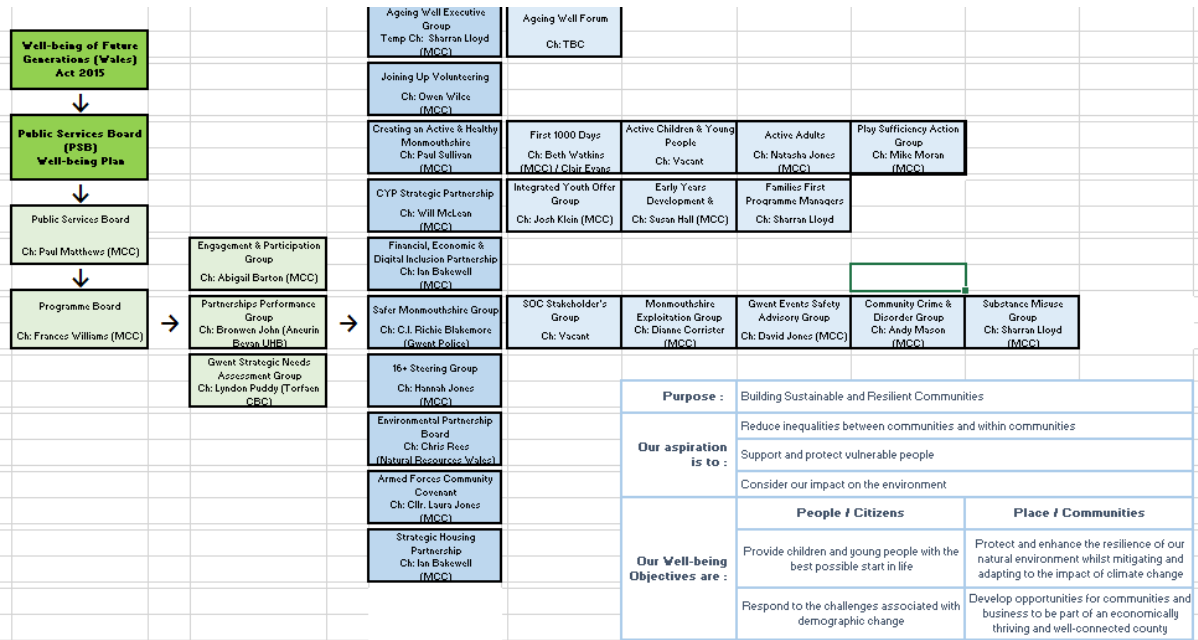 Well-being of Future
Generations (Wales)
Act 2015
Public Services Board
(PSB)
Well-being Plan
Public Services Board
Ch: Paul Matthews (MCC)
Programme Board
Ch: Frances Williams (MCC)
Engagement & Participation
Group
Ch: Abigail Barton (MCC)
Partnerships Performance
Group
Ch: Bronwen John (Aneurin
Bevan UHB)
Gwent Strategic Needs
Assessment Group
Ch: Lyndon Puddy (Torfaen
CBC)
Ageing Well Executive
Group
Temp Ch: Sharran Lloyd
(MCC)
Ageing Well Forum
Ch: TBC
Joining Up Volunteering
Ch: Owen Wilce
(MCC)
Creating an Active & Healthy
Monmouthshire
Ch: Paul Sullivan
(MCC)
First 1000 Days
Ch: Beth Watkins
(MCC) / Clair Evans
Active Children & Young
People
Ch: Vacant
Active Adults
Ch: Natasha Jones
(MCC)
Play Sufficiency Action
Group
Ch: Mike Moran
(MCC)
CYP Strategic Partnership
Ch: Will McLean
(MCC)
Integrated Youth Offer
Group
Ch: Josh Klein (MCC)
Early Years
Development &
Ch: Susan Hall (MCC)
Families First
Programme Managers
Ch: Sharran Lloyd
Financial, Economic &
Digital Inclusion Partnership
Ch: Ian Bakewell
(MCC)
Safer Monmouthshire Group
Ch: C.I. Richie Blakemore
(Gwent Police)
SOC Stakeholder's
Group
Ch: Vacant
Monmouthshire
Exploitation Group
Ch: Dianne Corrister
(MCC)
Gwent Events Safety
Advisory Group
Ch: David Jones (MCC)
Community Crime &
Disorder Group
Ch: Andy Mason
(MCC)
Substance Misuse
Group
Ch: Sharran Lloyd
(MCC)
16+ Steering Group
Ch: Hannah Jones
(MCC)
Environmental Partnership
Board
Ch: Chris Rees
(Natural Resources Wales)
Armed Forces Community
Covenant
Ch: Cllr. Laura Jones
(MCC)
Strategic Housing
Partnership
Ch: Ian Bakewell
(MCC)
Purpose : Building Sustainable and Resilient Communities
Our aspiration
is to :
Reduce inequalities between communities and within communities
Support and protect vulnerable people
Consider our impact on the environment
Our Well-being
Objectives are :
People / Citizens
Place / Communities
Provide children and young people with the
best possible start in life
Protect and enhance the resilience of our
natural environment whilst mitigating and
adapting to the impact of climate change
Respond to the challenges associated with
demographic change
Develop opportunities for communities and
business to be part of an economically
thriving and well-connected county